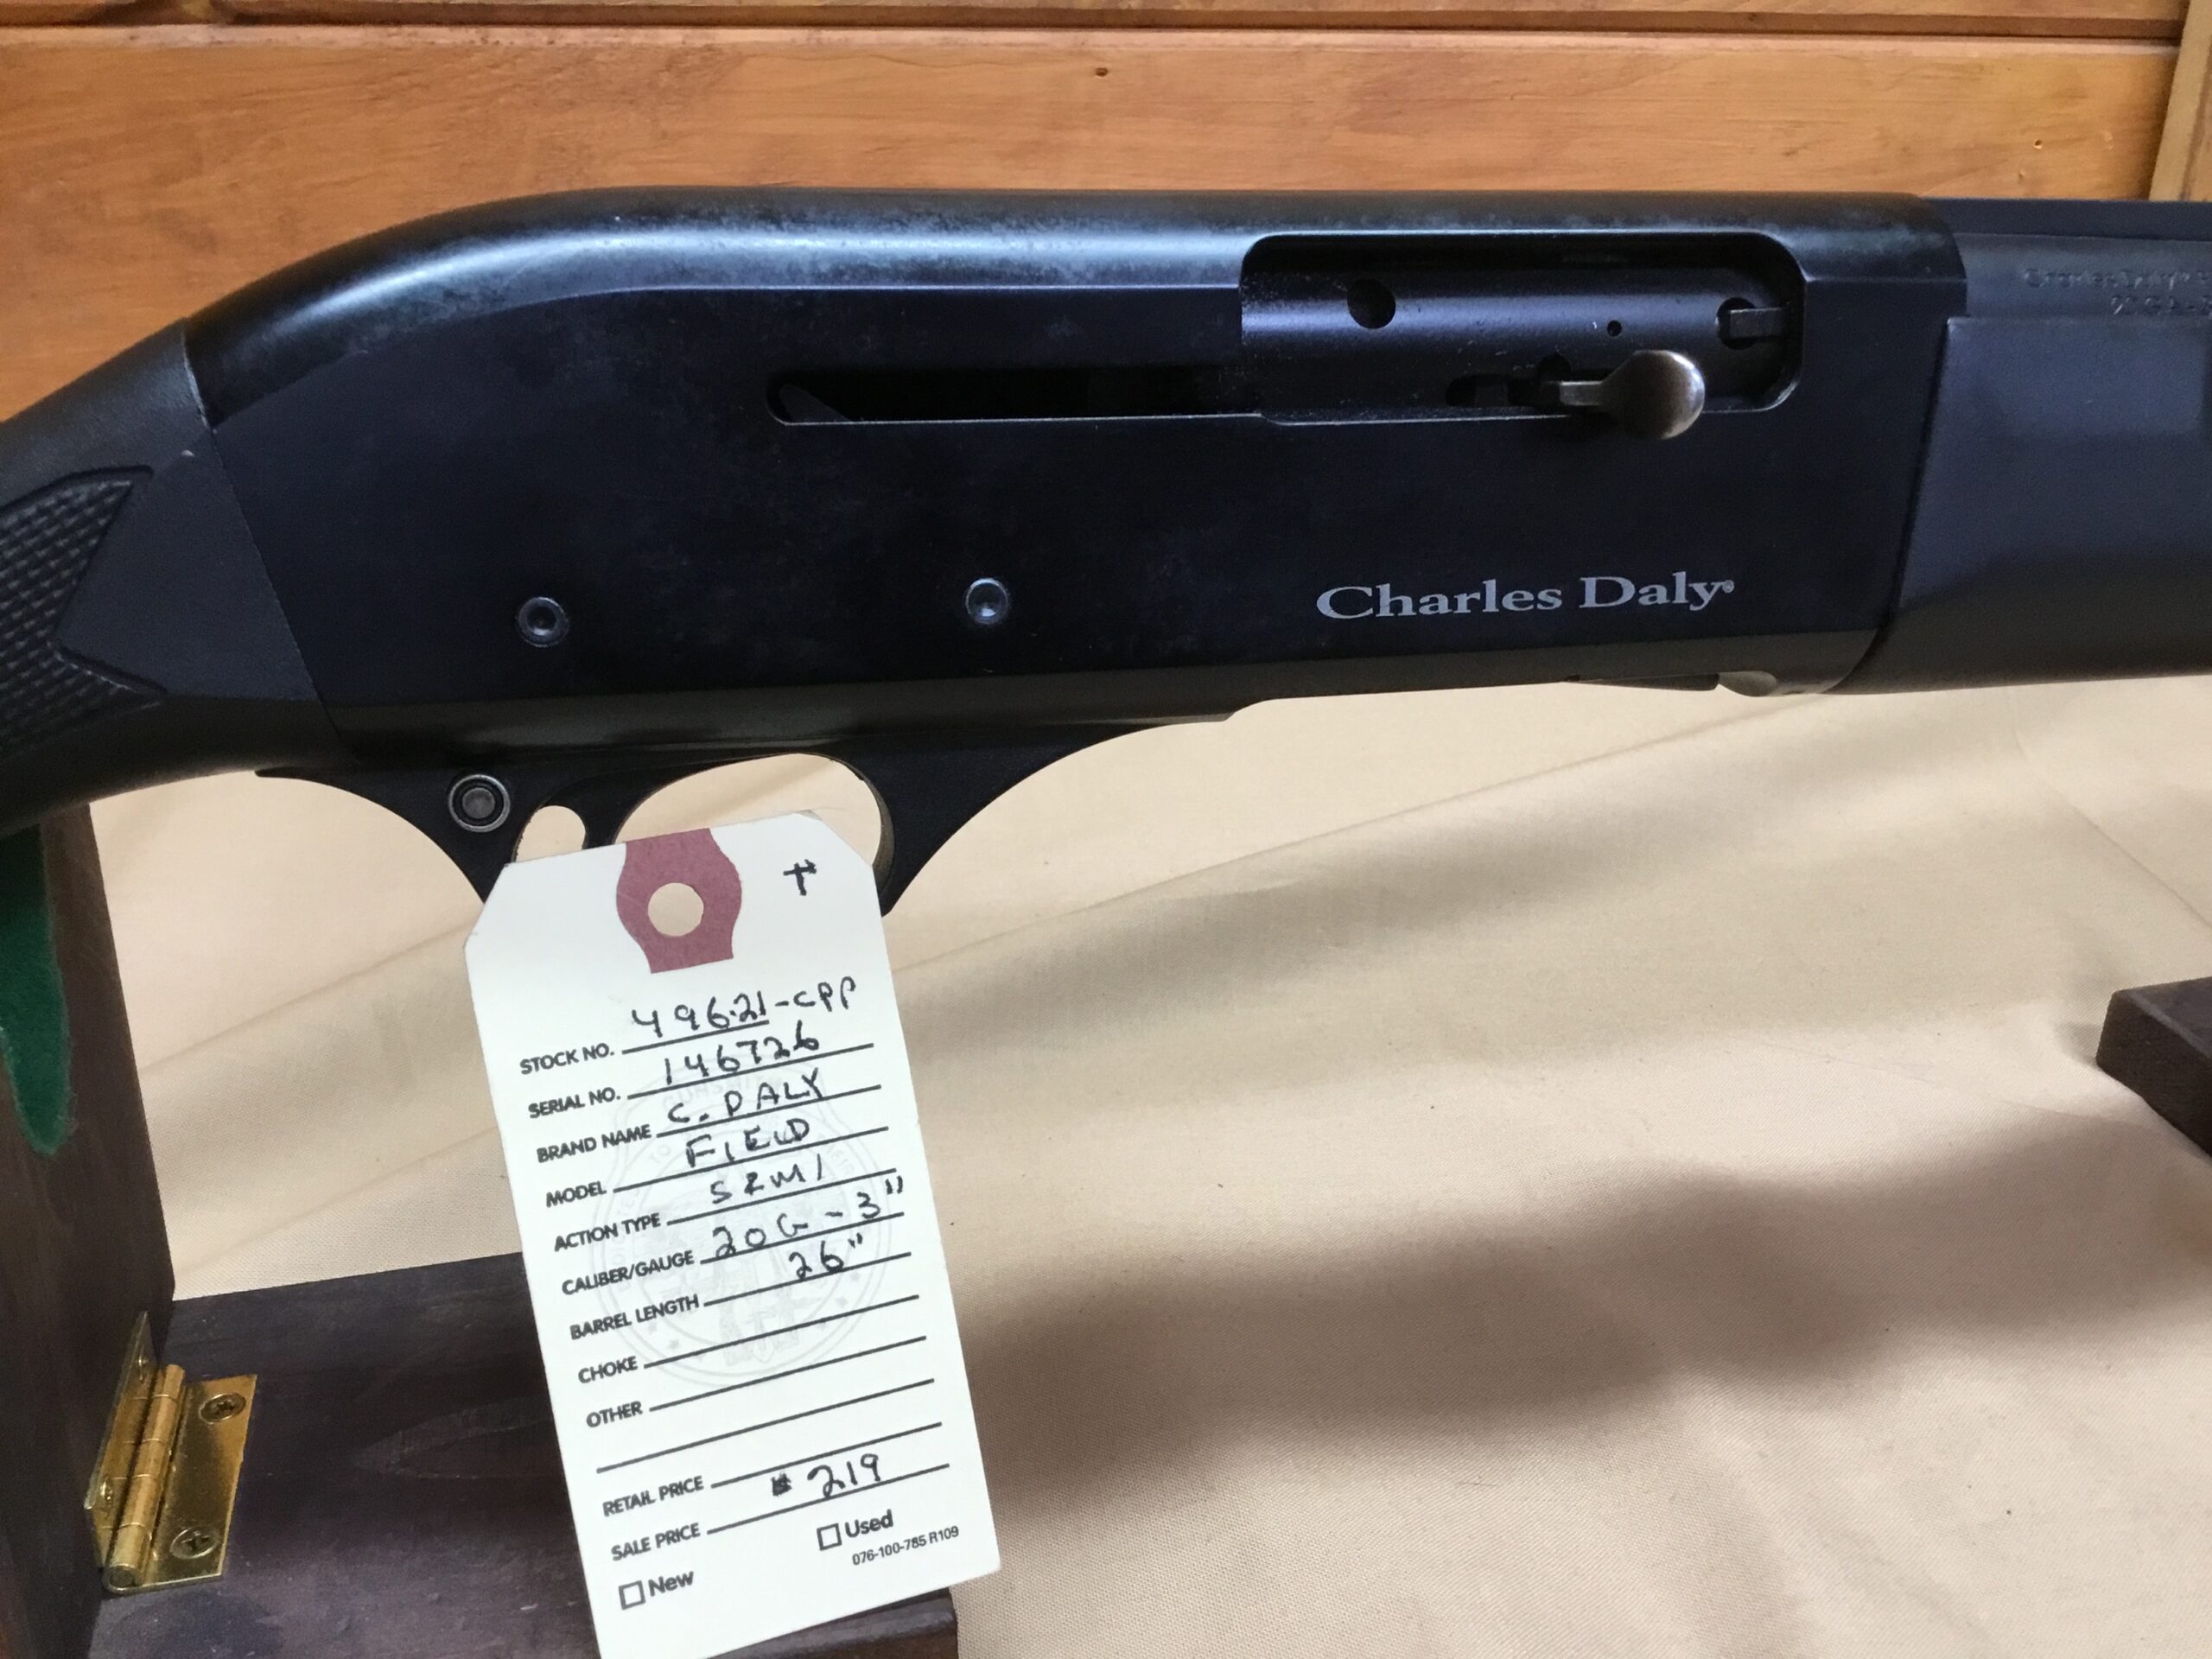 Charles Daly®
49621-CPP
STOCK NO.
146726
SERIAL NO.
C. DALY
BRAND NAME
FIELD
MODEL
SEMI
ACTION TYPE
20G-3"
CALIBER/GAUGE
26"
BARREL LENGTH
CHOKE
OTHER
RETAIL PRICE
$219
SALE PRICE
Used
New
076-100-785 R109